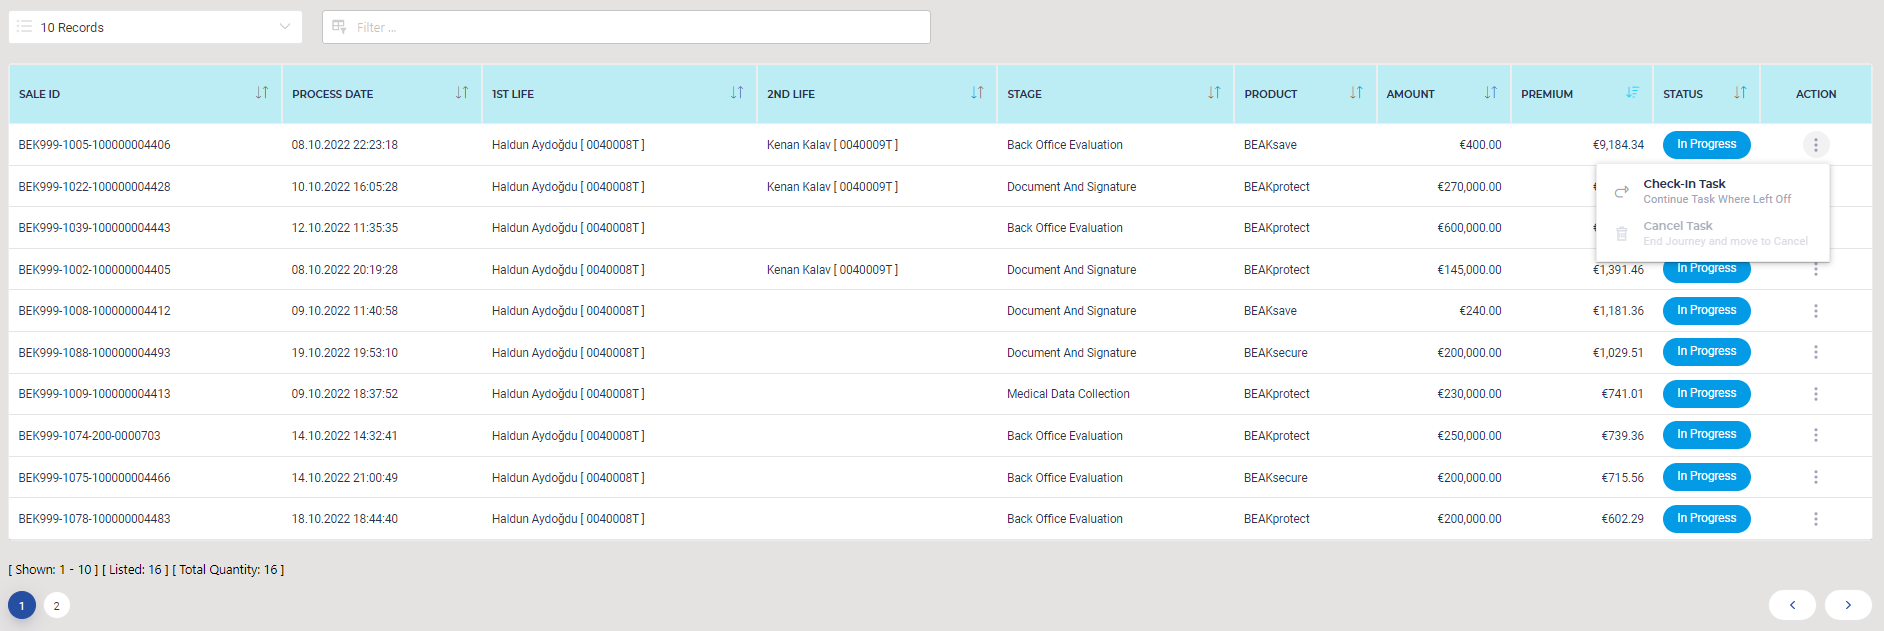 10 Records
Filter ...
SALE ID PROCESS DATE 1ST LIFE 2ND LIFE STAGE PRODUCT AMOUNT PREMIUM STATUS ACTION
BEK999-1005-100000004406 08.10.2022 22:23:18 Haldun Aydoğdu [ 0040008T ] Kenan Kalav [ 0040009T ] Back Office Evaluation BEAKsave €400.00 €9,184.34 In Progress
BEK999-1022-100000004428 10.10.2022 16:05:28 Haldun Aydoğdu [ 0040008T ] Kenan Kalav [ 0040009T ] Document And Signature BEAKprotect €270,000.00
Check-In Task
Continue Task Where Left Off
BEK999-1039-100000004443 12.10.2022 11:35:35 Haldun Aydoğdu [ 0040008T ] Back Office Evaluation BEAKprotect €600,000.00
Cancel Task
End Journey and move to Cancel
BEK999-1002-100000004405 08.10.2022 20:19:28 Haldun Aydoğdu [ 0040008T ] Kenan Kalav [ 0040009T ] Document And Signature BEAKprotect €145,000.00 €1,391.46 In Progress
BEK999-1008-100000004412 09.10.2022 11:40:58 Haldun Aydoğdu [ 0040008T ] Document And Signature BEAKsave €240.00 €1,181.36 In Progress
BEK999-1088-100000004493 19.10.2022 19:53:10 Haldun Aydoğdu [ 0040008T ] Document And Signature BEAKsecure €200,000.00 €1,029.51 In Progress
BEK999-1009-100000004413 09.10.2022 18:37:52 Haldun Aydoğdu [ 0040008T ] Medical Data Collection BEAKprotect €230,000.00 €741.01 In Progress
BEK999-1074-200-0000703 14.10.2022 14:32:41 Haldun Aydoğdu [ 0040008T ] Back Office Evaluation BEAKprotect €250,000.00 €739.36 In Progress
BEK999-1075-100000004466 14.10.2022 21:00:49 Haldun Aydoğdu [ 0040008T ] Back Office Evaluation BEAKsecure €200,000.00 €715.56 In Progress
BEK999-1078-100000004483 18.10.2022 18:44:40 Haldun Aydoğdu [ 0040008T ] Back Office Evaluation BEAKprotect €200,000.00 €602.29 In Progress
[ Shown: 1 - 10 ] [ Listed: 16 ] [ Total Quantity: 16 ]
1 2